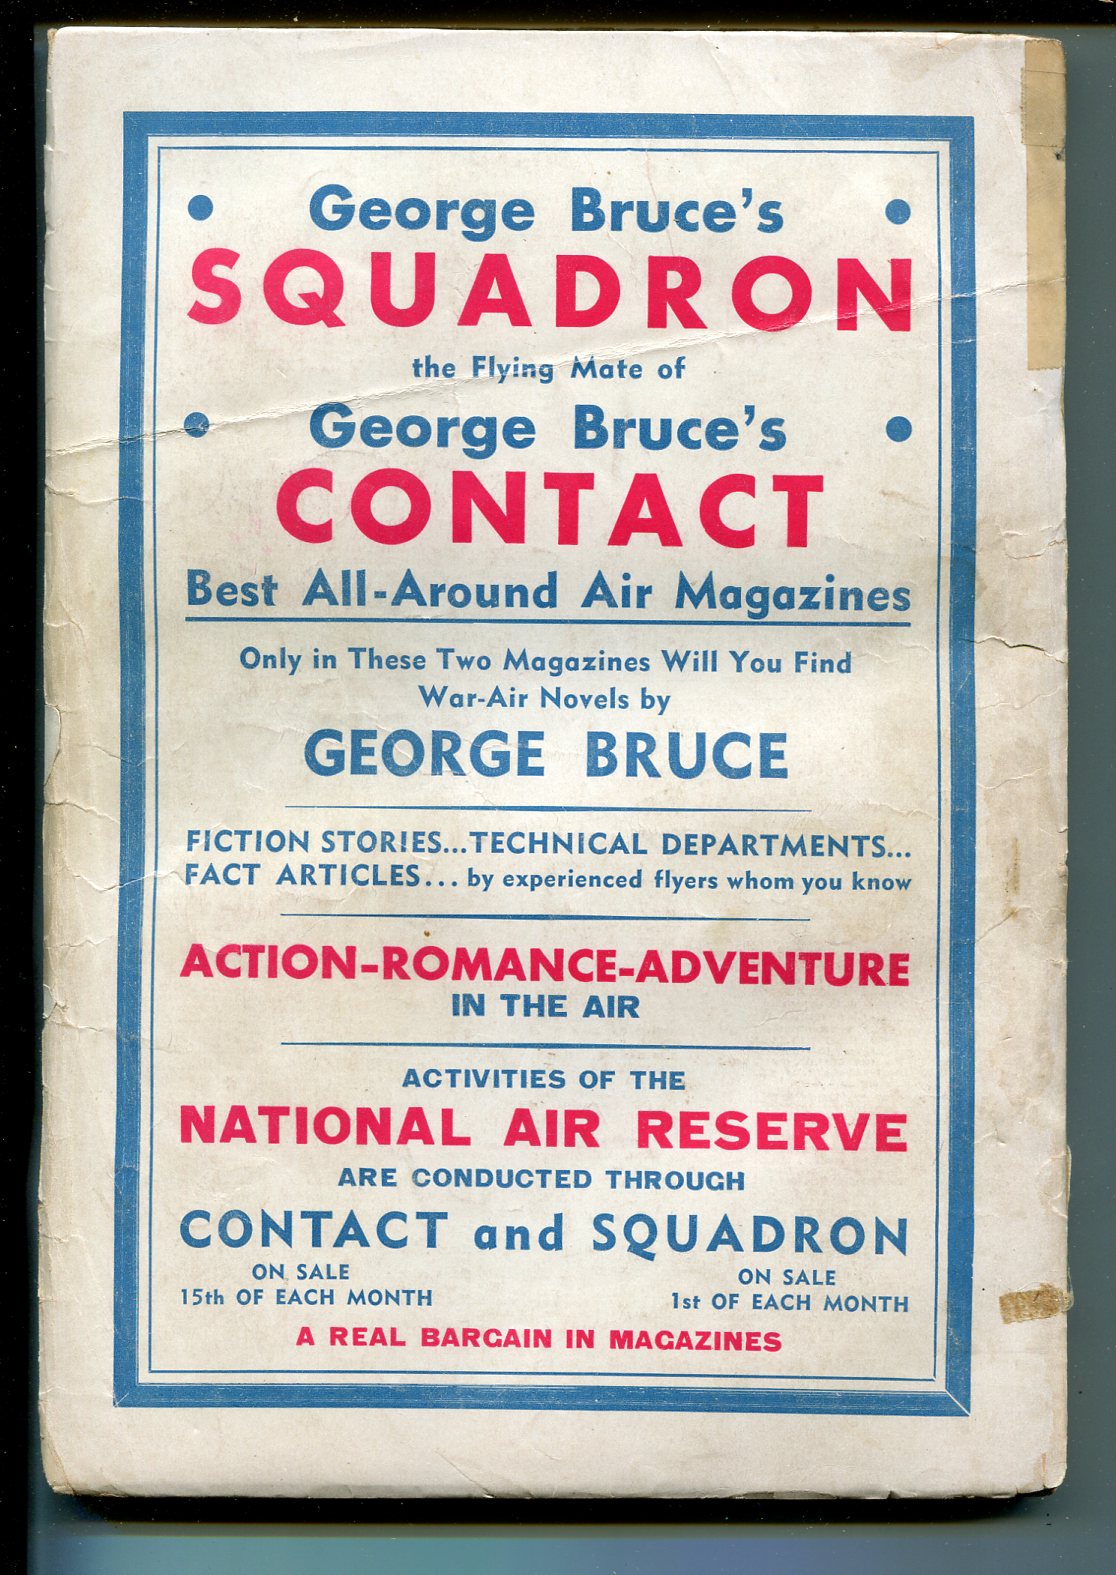 • George Bruce's •
SQUADRON
the Flying Mate of
• George Bruce's •
CONTACT
Best All-Around Air Magazines
Only in These Two Magazines Will You Find
War-Air Novels by
GEORGE BRUCE
FICTION STORIES...TECHNICAL DEPARTMENTS...
FACT ARTICLES... by experienced flyers whom you know
ACTION-ROMANCE-ADVENTURE
IN THE AIR
ACTIVITIES OF THE
NATIONAL AIR RESERVE
ARE CONDUCTED THROUGH
CONTACT and SQUADRON
ON SALE
15th OF EACH MONTH
ON SALE
1st OF EACH MONTH
A REAL BARGAIN IN MAGAZINES